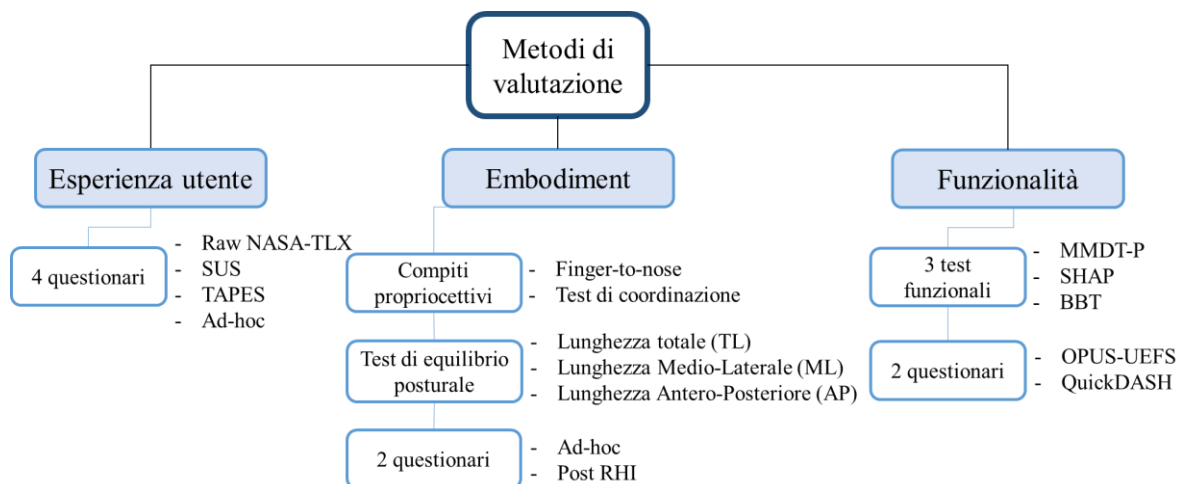 Metodi di
valutazione
Esperienza utente
4 questionari
- Raw NASA-TLX
- SUS
- TAPES
- Ad-hoc
Embodiment
Compiti
propriocettivi
- Finger-to-nose
- Test di coordinazione
Test di equilibrio
posturale
- Lunghezza totale (TL)
- Lunghezza Medio-Laterale (ML)
- Lunghezza Antero-Posteriore (AP)
2 questionari
- Ad-hoc
- Post RHI
Funzionalità
3 test
funzionali
- MMDT-P
- SHAP
- BBT
2 questionari
- OPUS-UEFS
- QuickDASH